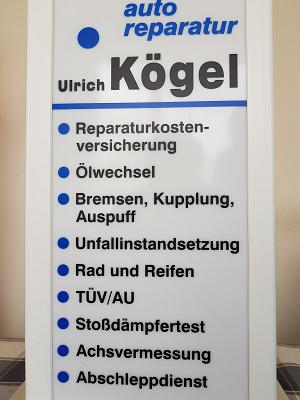 auto
reparatur
Ulrich Kögel
Reparaturkosten-
versicherung
Ölwechsel
Bremsen, Kupplung,
Auspuff
Unfallinstandsetzung
Rad und Reifen
TÜV/AU
Stoßdämpfertest
Achsvermessung
Abschleppdienst